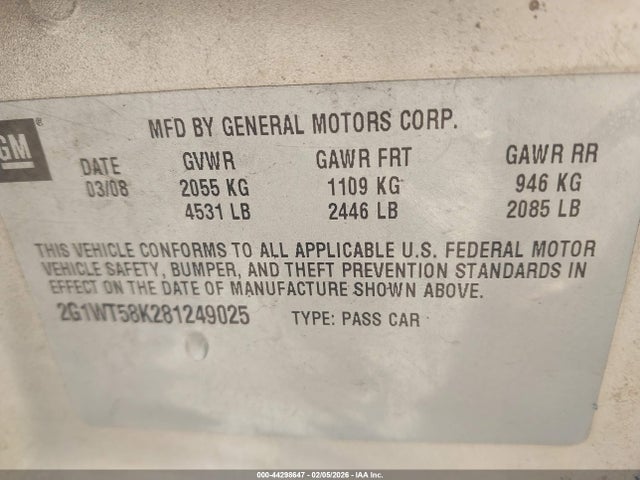 GM®
MFD BY GENERAL MOTORS CORP.
DATE GVWR GAWR FRT GAWR RR
03/08 2055 KG 1109 KG 946 KG
4531 LB 2446 LB 2085 LB
THIS VEHICLE CONFORMS TO ALL APPLICABLE U.S. FEDERAL MOTOR
VEHICLE SAFETY, BUMPER, AND THEFT PREVENTION STANDARDS IN
EFFECT ON THE DATE OF MANUFACTURE SHOWN ABOVE.
2G1WT58K281249025 TYPE: PASS CAR
000-44298647 - 02/05/2026 - IAA Inc.